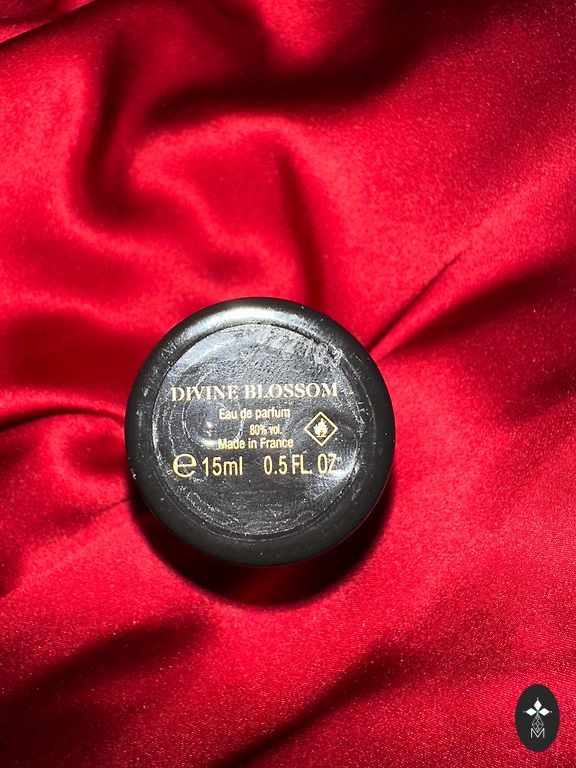 DIVINE BLOSSOM
Eau de parfum
80% vol.
Made in France
℮ 15ml 0.5 FL. OZ.
M